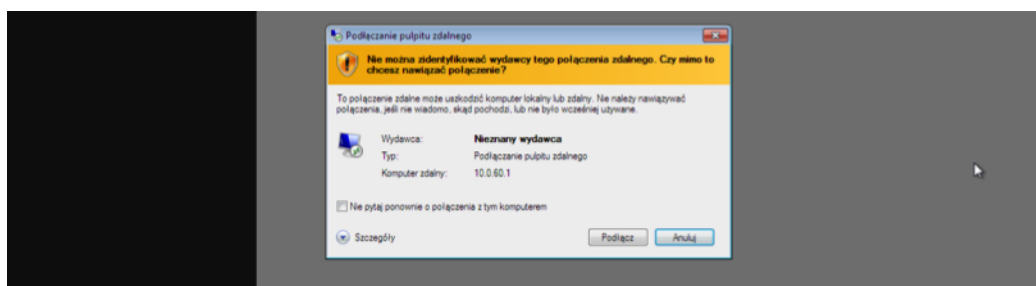 Podłączanie pulpitu zdalnego
Nie można zidentyfikować wydawcy tego połączenia zdalnego. Czy mimo to
chcesz nawiązać połączenie?
To połączenie zdalne może uszkodzić komputer lokalny lub zdalny. Nie należy nawiązywać
połączenia, jeśli nie wiadomo, skąd pochodzi, lub nie było wcześniej używane.
Wydawca: Nieznany wydawca
Typ: Podłączanie pulpitu zdalnego
Komputer zdalny: 10.0.60.1
Nie pytaj ponownie o połączenia z tym komputerem
Szczegóły Podłącz Anuluj